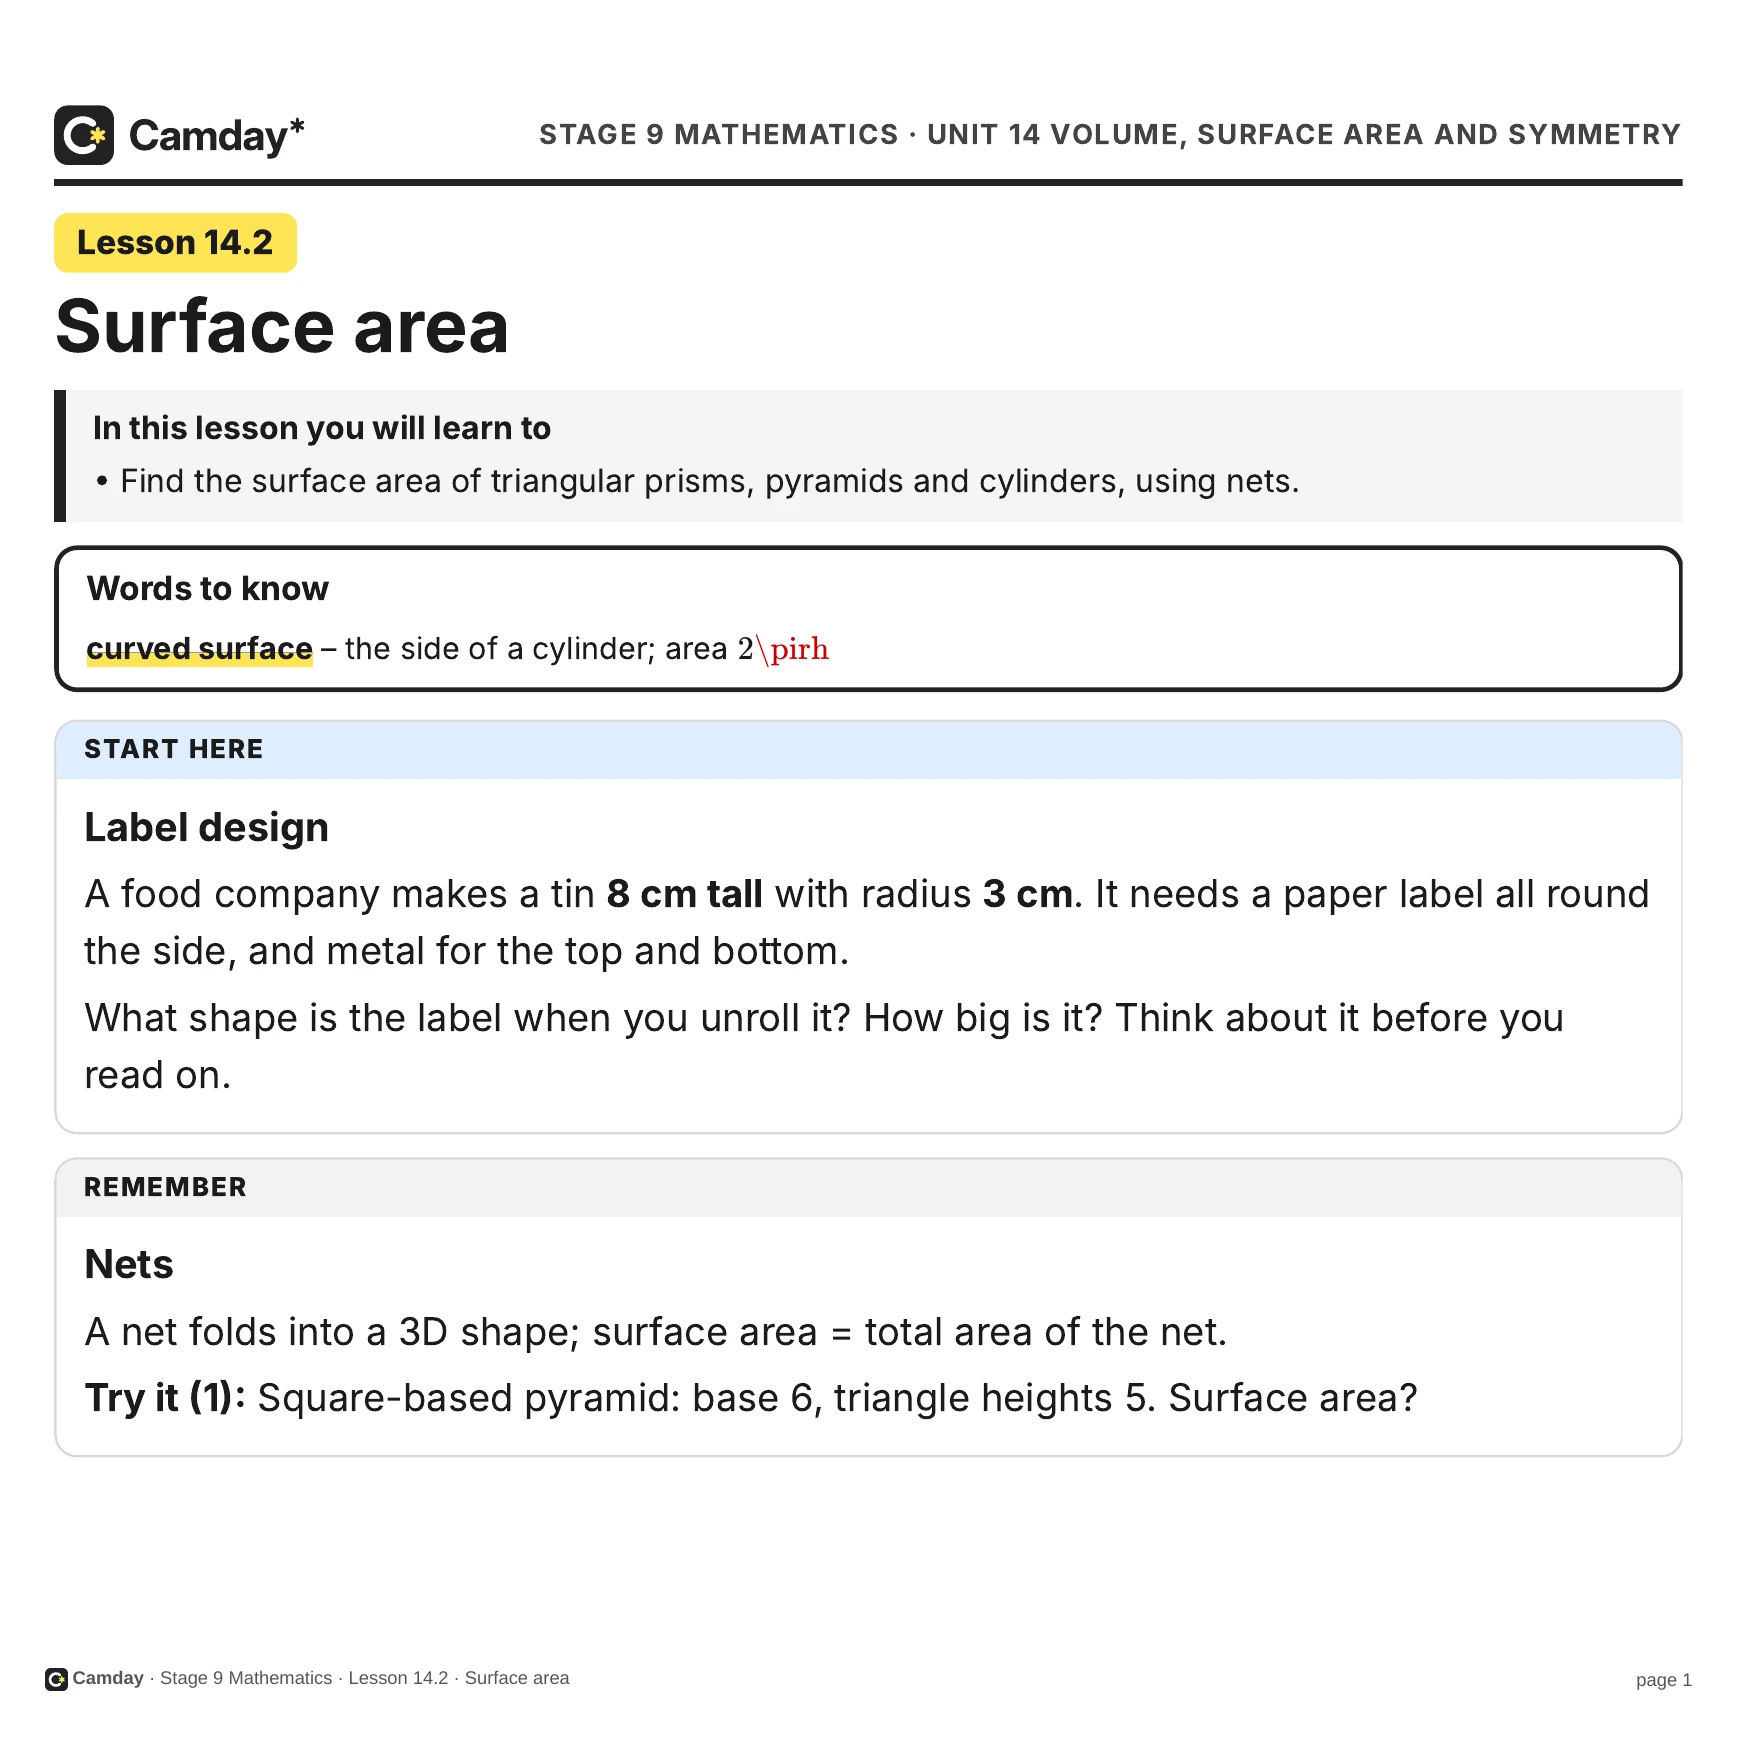 Camday*
STAGE 9 MATHEMATICS · UNIT 14 VOLUME, SURFACE AREA AND SYMMETRY
Lesson 14.2
Surface area
In this lesson you will learn to
• Find the surface area of triangular prisms, pyramids and cylinders, using nets.
Words to know
curved surface – the side of a cylinder; area 2\pirh
START HERE
Label design
A food company makes a tin 8 cm tall with radius 3 cm. It needs a paper label all round
the side, and metal for the top and bottom.
What shape is the label when you unroll it? How big is it? Think about it before you
read on.
REMEMBER
Nets
A net folds into a 3D shape; surface area = total area of the net.
Try it (1): Square-based pyramid: base 6, triangle heights 5. Surface area?
Camday · Stage 9 Mathematics · Lesson 14.2 · Surface area
page 1